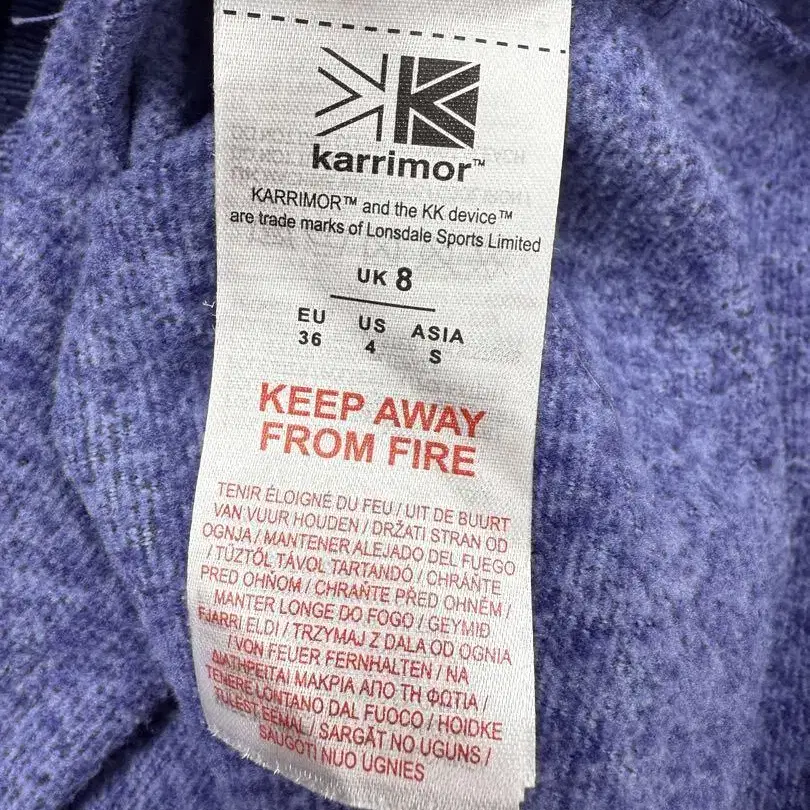 karrimor™
KARRIMOR™ and the KK device™
are trade marks of Lonsdale Sports Limited
UK 8
EU US ASIA
36 4 S
KEEP AWAY
FROM FIRE
TENIR ÉLOIGNÉ DU FEU / UIT DE BUURT
VAN VUUR HOUDEN / DRŽATI STRAN OD
OGNJA / MANTENER ALEJADO DEL FUEGO
/ TŰZTŐL TÁVOL TARTANDÓ / CHRÁŇTE
PRED OHŇOM / CHRAŇTE PŘED OHNĚM /
MANTER LONGE DO FOGO / GEYMIÐ
FJARRI ELDI / TRZYMAJ Z DALA OD OGNIA
/ VON FEUER FERNHALTEN / ΝΑ
ΔΙΑΤΗΡΕΙΤΑΙ ΜΑΚΡΙΑ ΑΠΟ ΤΗ ΦΩΤΙΑ /
TENERE LONTANO DAL FUOCO / HOIDKE
TULEST EEMAL / SARGĀT NO UGUNS /
SAUGOTI NUO UGNIES